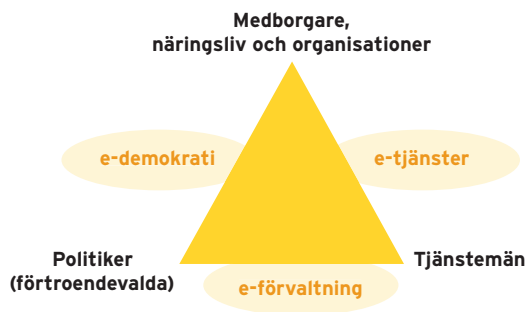 Medborgare,
näringsliv och organisationer
e-demokrati
e-tjänster
Politiker
(förtroendevalda)
Tjänstemän
e-förvaltning